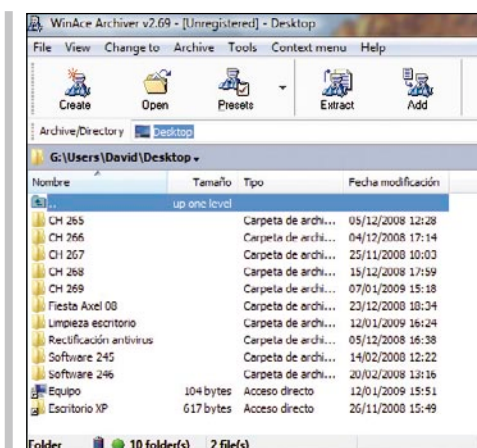 WinAce Archiver v2.69 - [Unregistered] - Desktop
File View Change to Archive Tools Context menu Help
Create Open Presets Extract Add
Archive/Directory Desktop
G:\Users\David\Desktop
Nombre Tamaño Tipo Fecha modificación
.. up one level
CH 265 Carpeta de archi... 05/12/2008 12:28
CH 266 Carpeta de archi... 04/12/2008 17:14
CH 267 Carpeta de archi... 25/11/2008 10:03
CH 268 Carpeta de archi... 15/12/2008 17:59
CH 269 Carpeta de archi... 07/01/2009 15:18
Fiesta Axel 08 Carpeta de archi... 23/12/2008 18:34
Limpieza escritorio Carpeta de archi... 12/01/2009 16:24
Rectificación antivirus Carpeta de archi... 05/12/2008 16:38
Software 245 Carpeta de archi... 14/02/2008 12:22
Software 246 Carpeta de archi... 20/02/2008 13:16
Equipo 104 bytes Acceso directo 12/01/2009 15:51
Escritorio XP 617 bytes Acceso directo 26/11/2008 15:49
Folder 10 folder(s) 2 file(s)